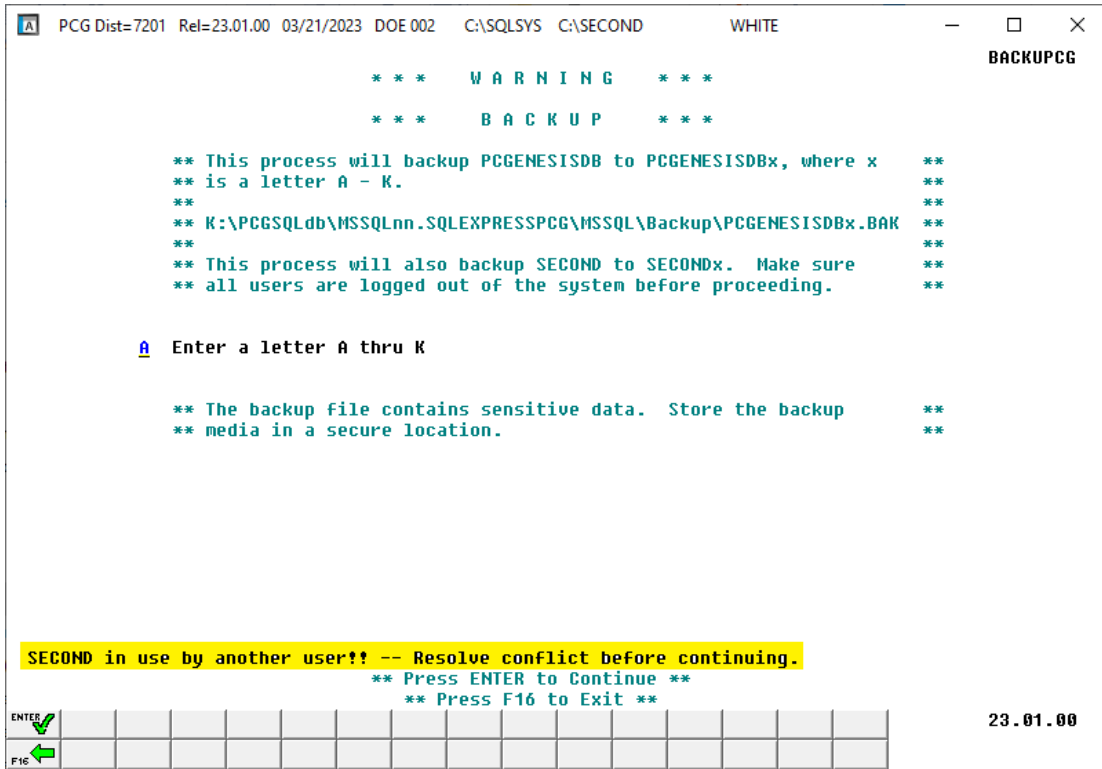 A PCG Dist=7201 Rel=23.01.00 03/21/2023 DOE 002 C:\SQLSYS C:\SECOND WHITE
BACKUPCG
* * * W A R N I N G * * *
* * * B A C K U P * * *
** This process will backup PCGENESISDB to PCGENESISDBx, where x **
** is a letter A - K. **
** **
** K:\PCGSQLdb\MSSQLnn.SQLEXPRESSPCG\MSSQL\Backup\PCGENESISDBx.BAK **
** **
** This process will also backup SECOND to SECONDx. Make sure **
** all users are logged out of the system before proceeding. **
A Enter a letter A thru K
** The backup file contains sensitive data. Store the backup **
** media in a secure location. **
SECOND in use by another user!! -- Resolve conflict before continuing.
** Press ENTER to Continue **
** Press F16 to Exit **
ENTER
23.01.00
F16